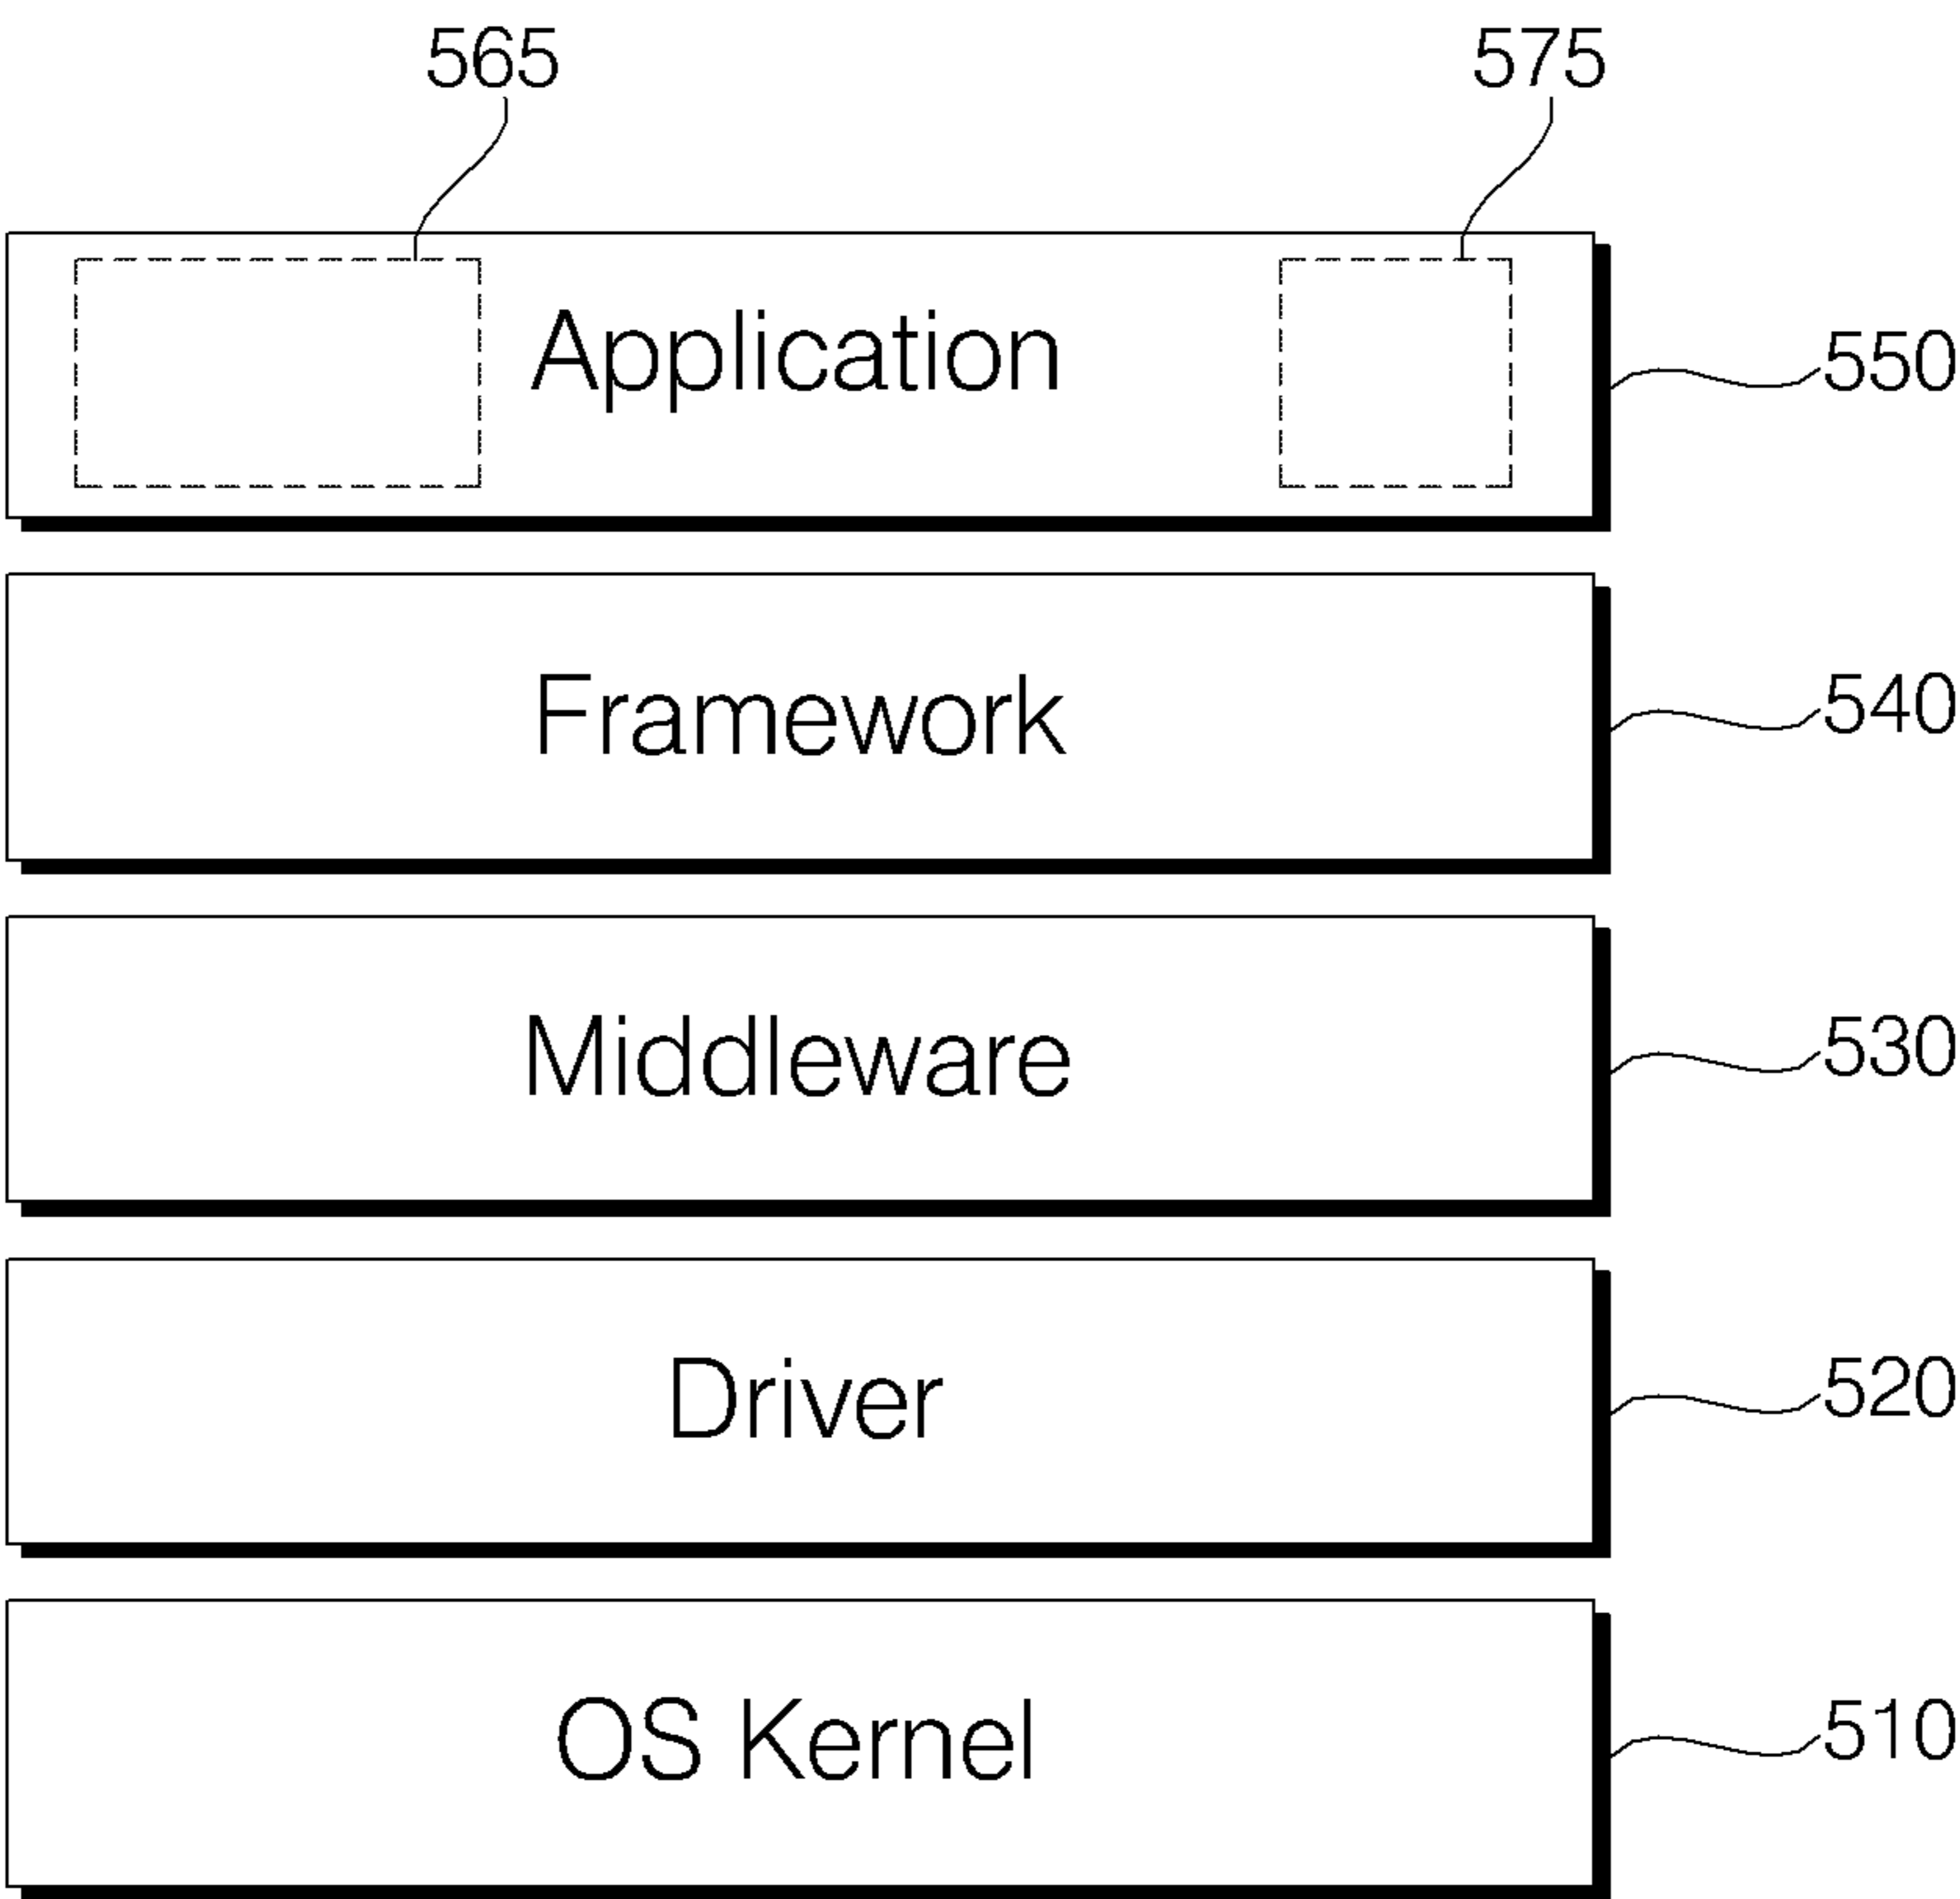 565 575
Application 550
Framework 540
Middleware 530
Driver 520
OS Kernel 510